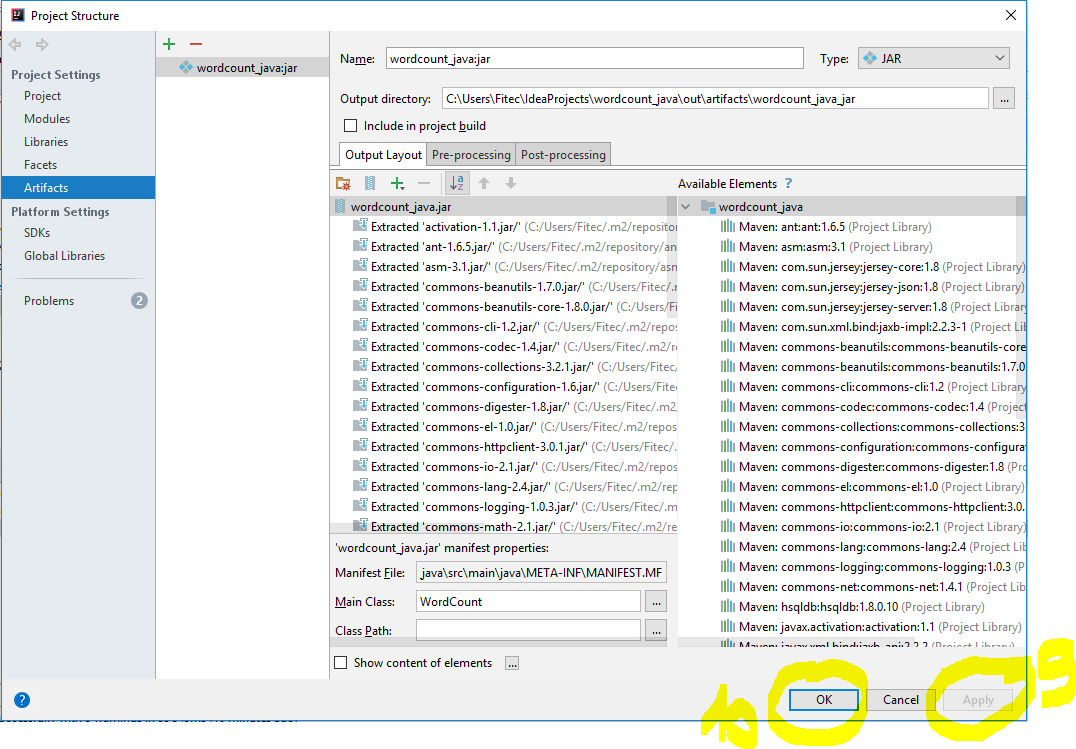 Project Structure
Project Settings
Project
Modules
Libraries
Facets
Artifacts
Platform Settings
SDKs
Global Libraries
Problems 2
wordcount_java:jar
Name: wordcount_java:jar Type: JAR
Output directory: C:\Users\Fitec\IdeaProjects\wordcount_java\out\artifacts\wordcount_java_jar ...
Include in project build
Output Layout Pre-processing Post-processing
a z
wordcount_java.jar
Extracted 'activation-1.1.jar/' (C:/Users/Fitec/.m2/repositor
Extracted 'ant-1.6.5.jar/' (C:/Users/Fitec/.m2/repository/an
Extracted 'asm-3.1.jar/' (C:/Users/Fitec/.m2/repository/asm
Extracted 'commons-beanutils-1.7.0.jar/' (C:/Users/Fitec/.m
Extracted 'commons-beanutils-core-1.8.0.jar/' (C:/Users/Fi
Extracted 'commons-cli-1.2.jar/' (C:/Users/Fitec/.m2/repos
Extracted 'commons-codec-1.4.jar/' (C:/Users/Fitec/.m2/re
Extracted 'commons-collections-3.2.1.jar/' (C:/Users/Fitec/
Extracted 'commons-configuration-1.6.jar/' (C:/Users/Fitec
Extracted 'commons-digester-1.8.jar/' (C:/Users/Fitec/.m2,
Extracted 'commons-el-1.0.jar/' (C:/Users/Fitec/.m2/repos
Extracted 'commons-httpclient-3.0.1.jar/' (C:/Users/Fitec/.
Extracted 'commons-io-2.1.jar/' (C:/Users/Fitec/.m2/repos
Extracted 'commons-lang-2.4.jar/' (C:/Users/Fitec/.m2/rep
Extracted 'commons-logging-1.0.3.jar/' (C:/Users/Fitec/.m
Extracted 'commons-math-2.1.jar/' (C:/Users/Fitec/.m2/re
'wordcount_java.jar' manifest properties:
Manifest File: java\src\main\java\META-INF\MANIFEST.MF
Main Class: WordCount ...
Class Path: ...
Show content of elements ...
Available Elements ?
wordcount_java
Maven: ant:ant:1.6.5 (Project Library)
Maven: asm:asm:3.1 (Project Library)
Maven: com.sun.jersey:jersey-core:1.8 (Project Library)
Maven: com.sun.jersey:jersey-json:1.8 (Project Library)
Maven: com.sun.jersey:jersey-server:1.8 (Project Library
Maven: com.sun.xml.bind:jaxb-impl:2.2.3-1 (Project Lib
Maven: commons-beanutils:commons-beanutils-core
Maven: commons-beanutils:commons-beanutils:1.7.0
Maven: commons-cli:commons-cli:1.2 (Project Library)
Maven: commons-codec:commons-codec:1.4 (Project
Maven: commons-collections:commons-collections:3
Maven: commons-configuration:commons-configurat
Maven: commons-digester:commons-digester:1.8 (Pro
Maven: commons-el:commons-el:1.0 (Project Library)
Maven: commons-httpclient:commons-httpclient:3.0.
Maven: commons-io:commons-io:2.1 (Project Library)
Maven: commons-lang:commons-lang:2.4 (Project Lib
Maven: commons-logging:commons-logging:1.0.3 (P
Maven: commons-net:commons-net:1.4.1 (Project Lib
Maven: hsqldb:hsqldb:1.8.0.10 (Project Library)
Maven: javax.activation:activation:1.1 (Project Library)
Maven: javax.xml.bind:jaxb-api:2.2.2 (Project Library)
? OK Cancel Apply
10 9